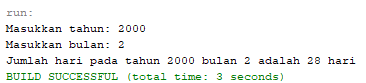 run:
Masukkan tahun: 2000
Masukkan bulan: 2
Jumlah hari pada tahun 2000 bulan 2 adalah 28 hari
BUILD SUCCESSFUL (total time: 3 seconds)